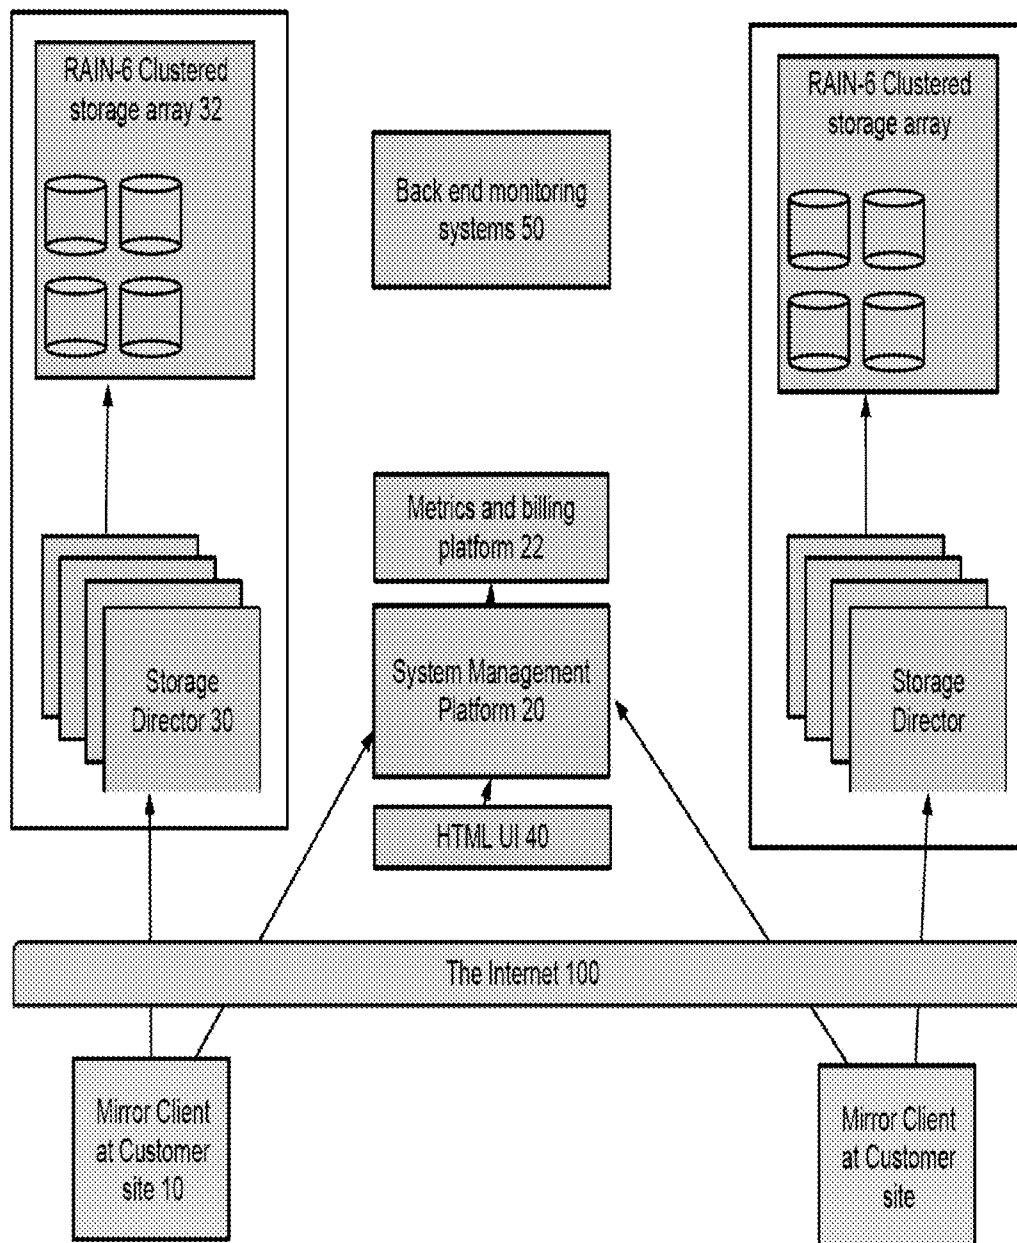 RAIN-6 Clustered
storage array 32
RAIN-6 Clustered
storage array
Back end monitoring
systems 50
Metrics and billing
platform 22
System Management
Platform 20
HTML UI 40
Storage
Director 30
Storage
Director
The Internet 100
Mirror Client
at Customer
site 10
Mirror Client
at Customer
site